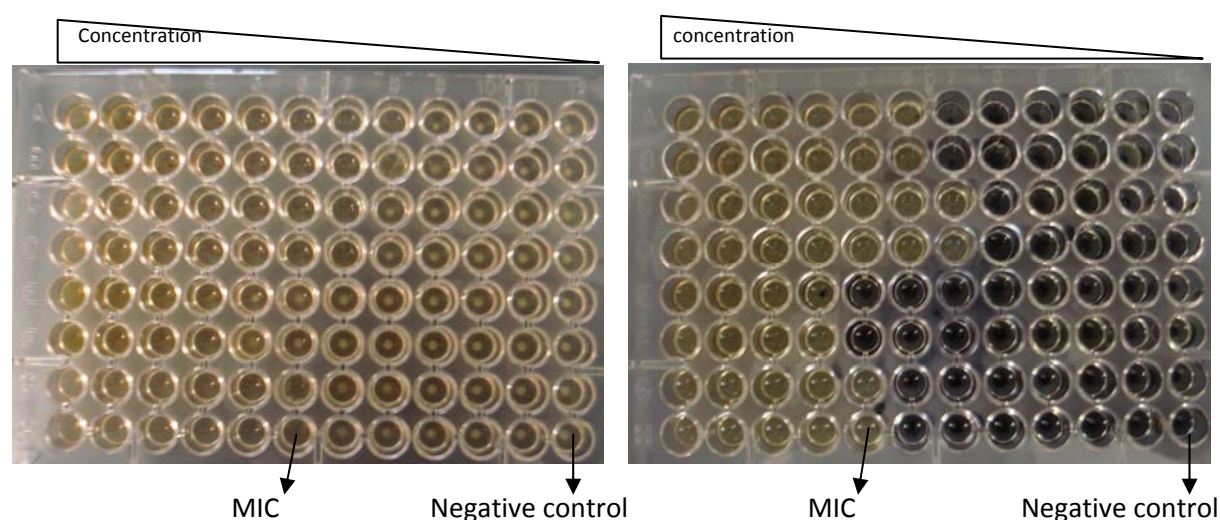 Concentration
concentration
MIC
Negative control
MIC
Negative control